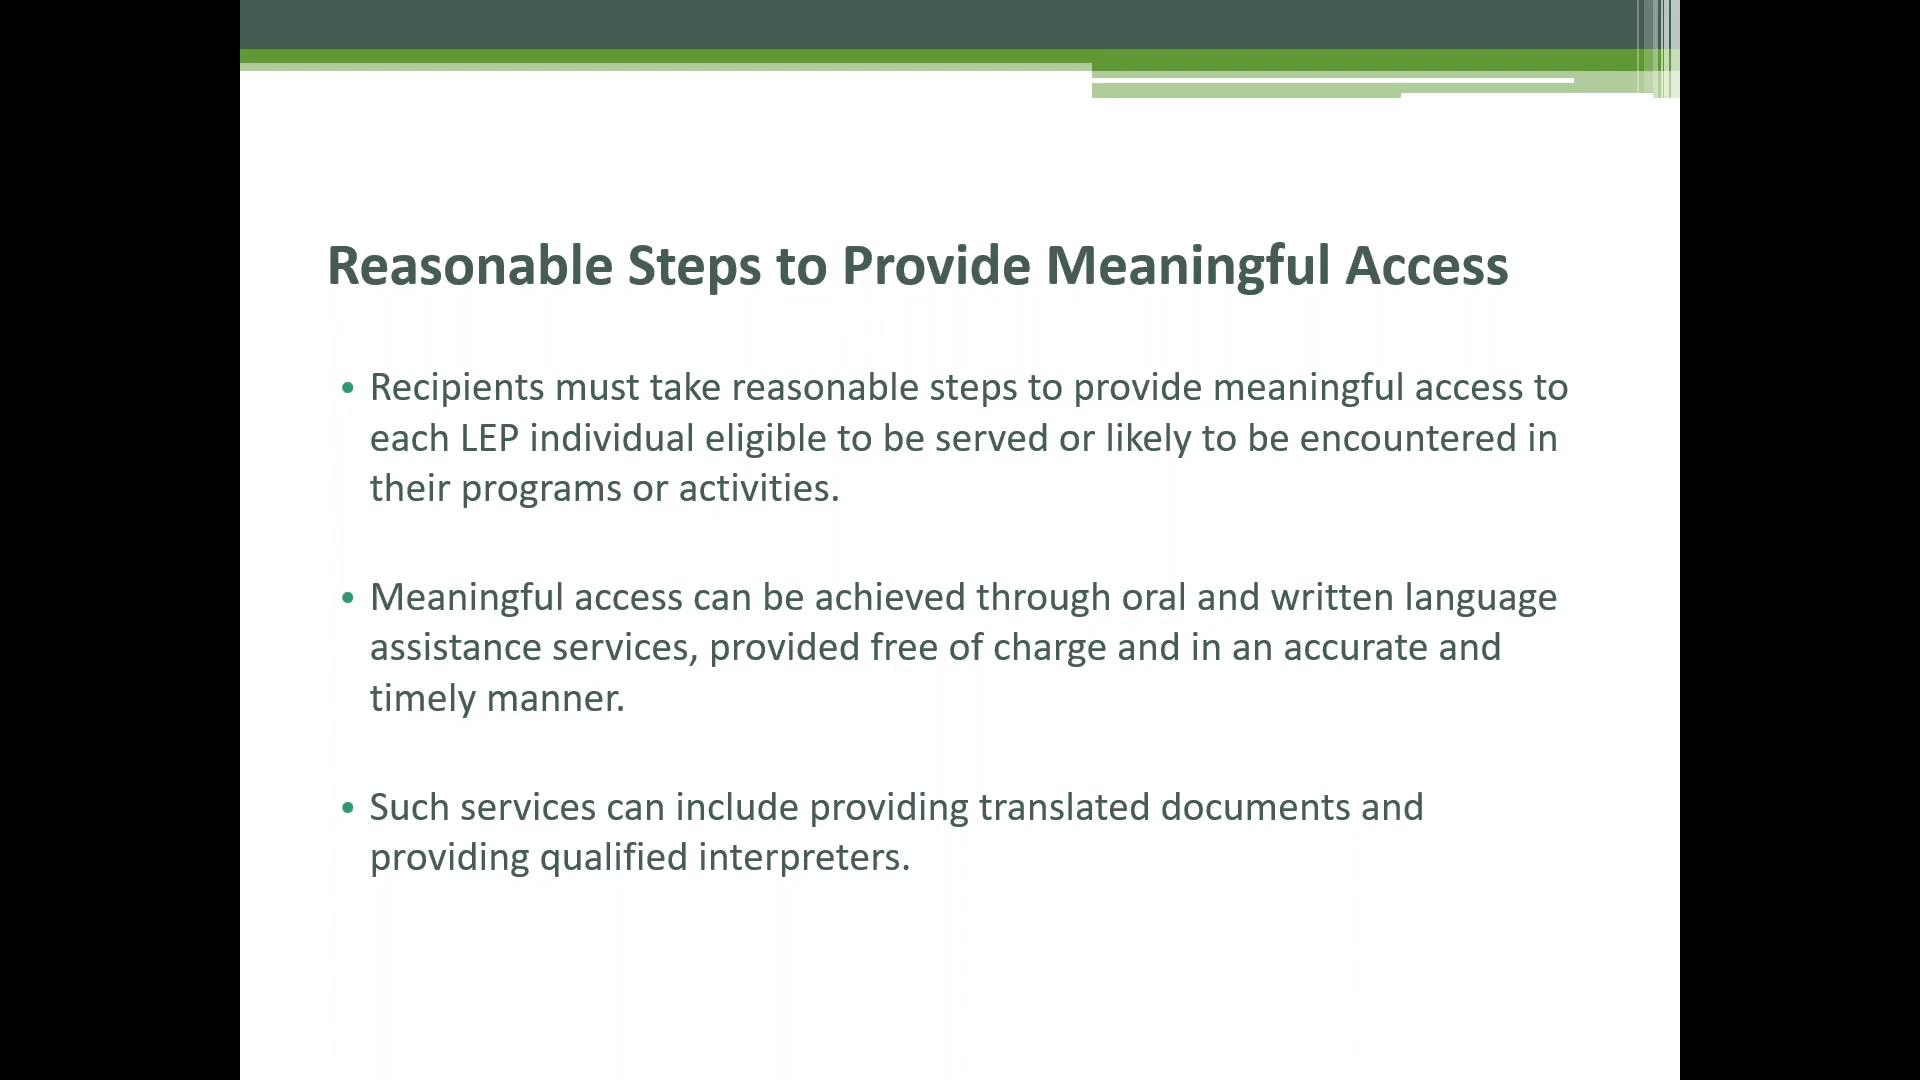 Reasonable Steps to Provide Meaningful Access
• Recipients must take reasonable steps to provide meaningful access to
each LEP individual eligible to be served or likely to be encountered in
their programs or activities.
• Meaningful access can be achieved through oral and written language
assistance services, provided free of charge and in an accurate and
timely manner.
• Such services can include providing translated documents and
providing qualified interpreters.